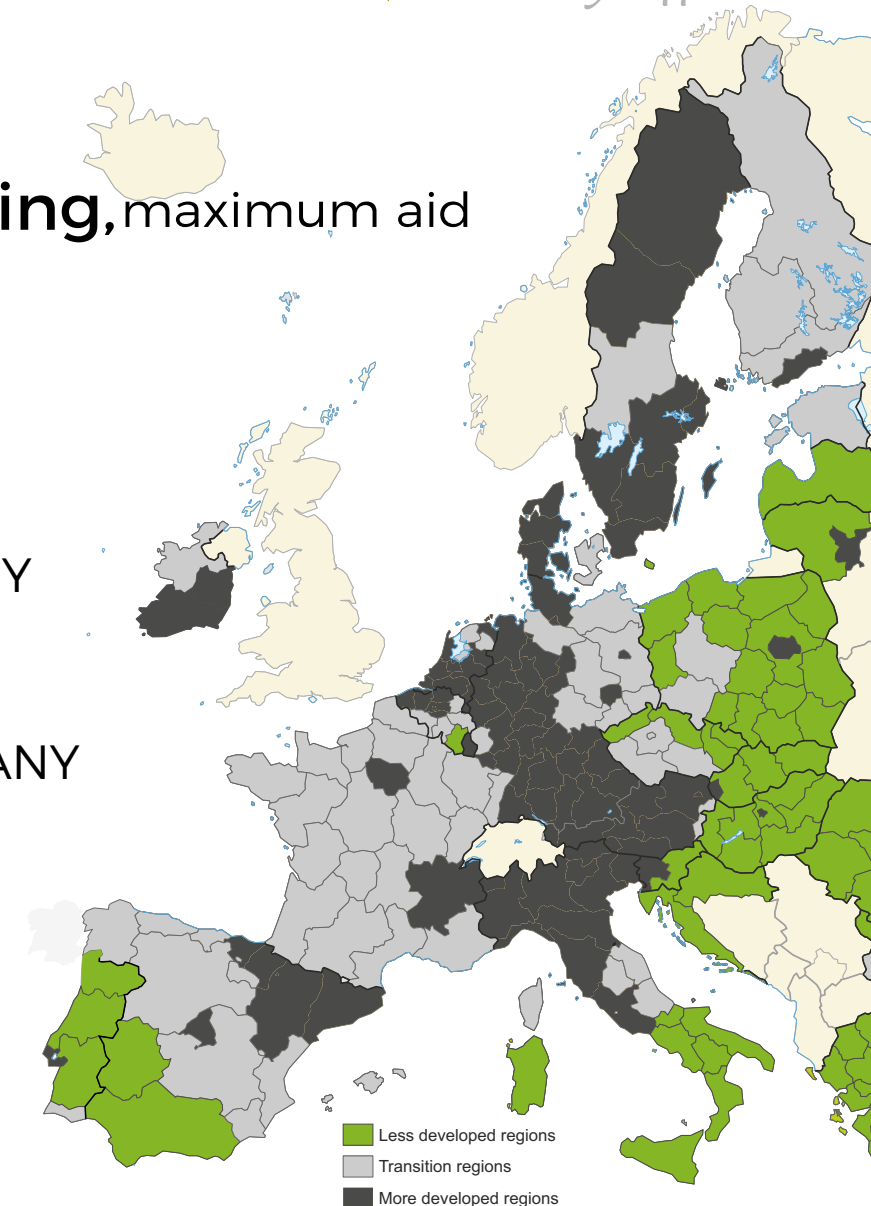 ing, maximum aid
Y
ANY
Less developed regions
Transition regions
More developed regions